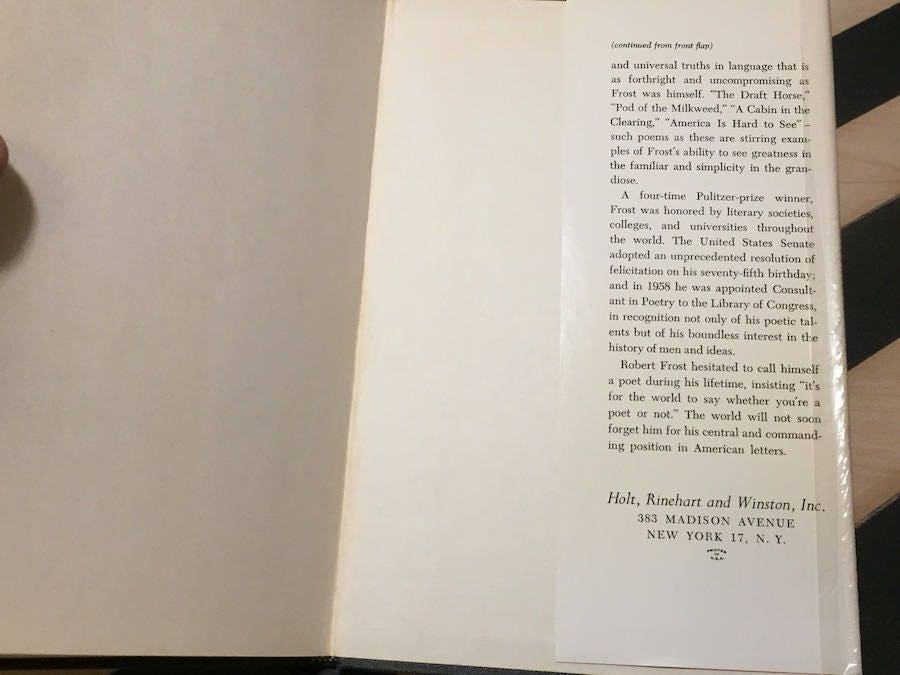 (continued from front flap)
and universal truths in language that is
as forthright and uncompromising as
Frost was himself. "The Draft Horse,"
"Pod of the Milkweed," "A Cabin in the
Clearing," "America Is Hard to See"–
such poems as these are stirring exam-
ples of Frost's ability to see greatness in
the familiar and simplicity in the gran-
diose.
A four-time Pulitzer-prize winner,
Frost was honored by literary societies,
colleges, and universities throughout
the world. The United States Senate
adopted an unprecedented resolution of
felicitation on his seventy-fifth birthday;
and in 1958 he was appointed Consult-
ant in Poetry to the Library of Congress,
in recognition not only of his poetic tal-
ents but of his boundless interest in the
history of men and ideas.
Robert Frost hesitated to call himself
a poet during his lifetime, insisting "it's
for the world to say whether you're a
poet or not." The world will not soon
forget him for his central and command-
ing position in American letters.
Holt, Rinehart and Winston, Inc.
383 MADISON AVENUE
NEW YORK 17, N. Y.
PRINTED
IN
U.S.A.